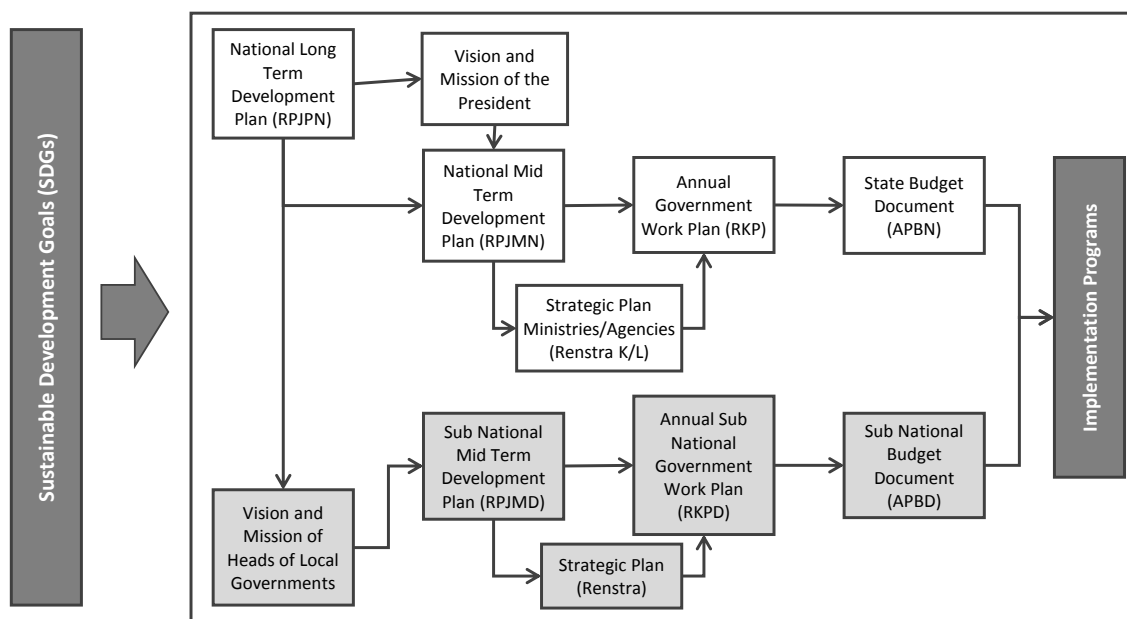 Sustainable Development Goals (SDGs)
National Long
Term
Development
Plan (RPJPN)
Vision and
Mission of the
President
National Mid
Term
Development
Plan (RPJMN)
Annual
Government
Work Plan (RKP)
State Budget
Document
(APBN)
Strategic Plan
Ministries/Agencies
(Renstra K/L)
Vision and
Mission of
Heads of Local
Governments
Sub National
Mid Term
Development
Plan (RPJMD)
Annual Sub
National
Government
Work Plan
(RKPD)
Sub National
Budget
Document
(APBD)
Strategic Plan
(Renstra)
Implementation Programs